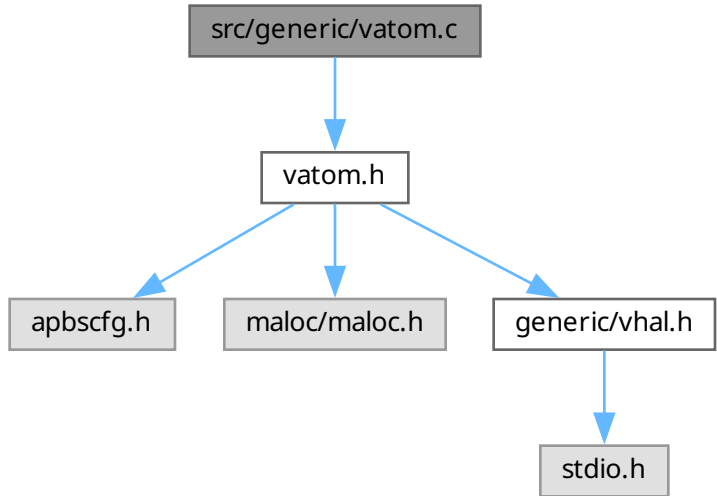 src/generic/vatom.c
vatom.h
apbscfg.h
maloc/maloc.h
generic/vhal.h
stdio.h